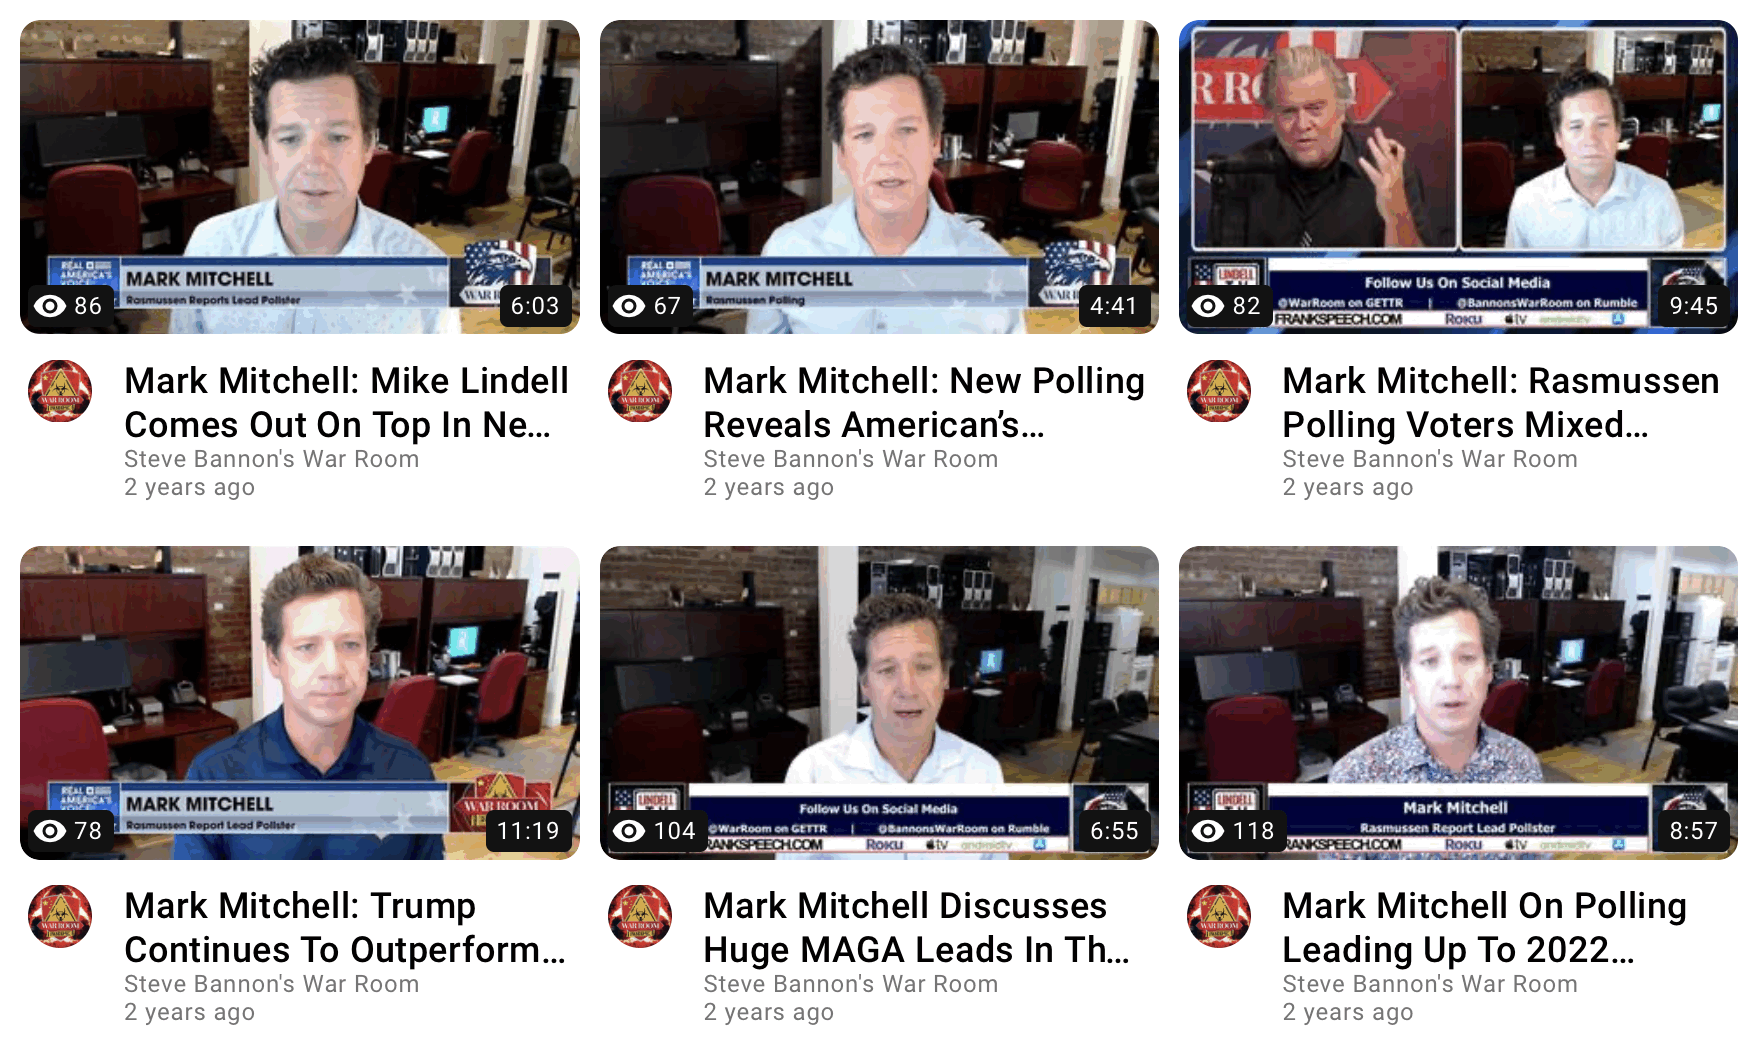 REAL
AMERICA'S
VOICE
MARK MITCHELL
Rasmussen Reports Lead Pollster
WAR R
86
6:03
REAL
AMERICA'S
VOICE
MARK MITCHELL
Rasmussen Polling
WAR R
67
4:41
R RO M
LINDELL
Follow Us On Social Media
@WarRoom on GETTR | @BannonsWarRoom on Rumble
FRANKSPEECH.COM ROKU tv androidtv
82
9:45
Mark Mitchell: Mike Lindell
Comes Out On Top In Ne...
Steve Bannon's War Room
2 years ago
Mark Mitchell: New Polling
Reveals American's...
Steve Bannon's War Room
2 years ago
Mark Mitchell: Rasmussen
Polling Voters Mixed...
Steve Bannon's War Room
2 years ago
REAL
AMERICA'S
VOICE
MARK MITCHELL
Rasmussen Report Lead Pollster
WAR ROOM
78
11:19
LINDELL
Follow Us On Social Media
@WarRoom on GETTR | @BannonsWarRoom on Rumble
RANKSPEECH.COM ROKU tv androidtv
104
6:55
LINDELL
Mark Mitchell
Rasmussen Report Lead Pollster
RANKSPEECH.COM ROKU tv androidtv
118
8:57
Mark Mitchell: Trump
Continues To Outperform...
Steve Bannon's War Room
2 years ago
Mark Mitchell Discusses
Huge MAGA Leads In Th...
Steve Bannon's War Room
2 years ago
Mark Mitchell On Polling
Leading Up To 2022...
Steve Bannon's War Room
2 years ago